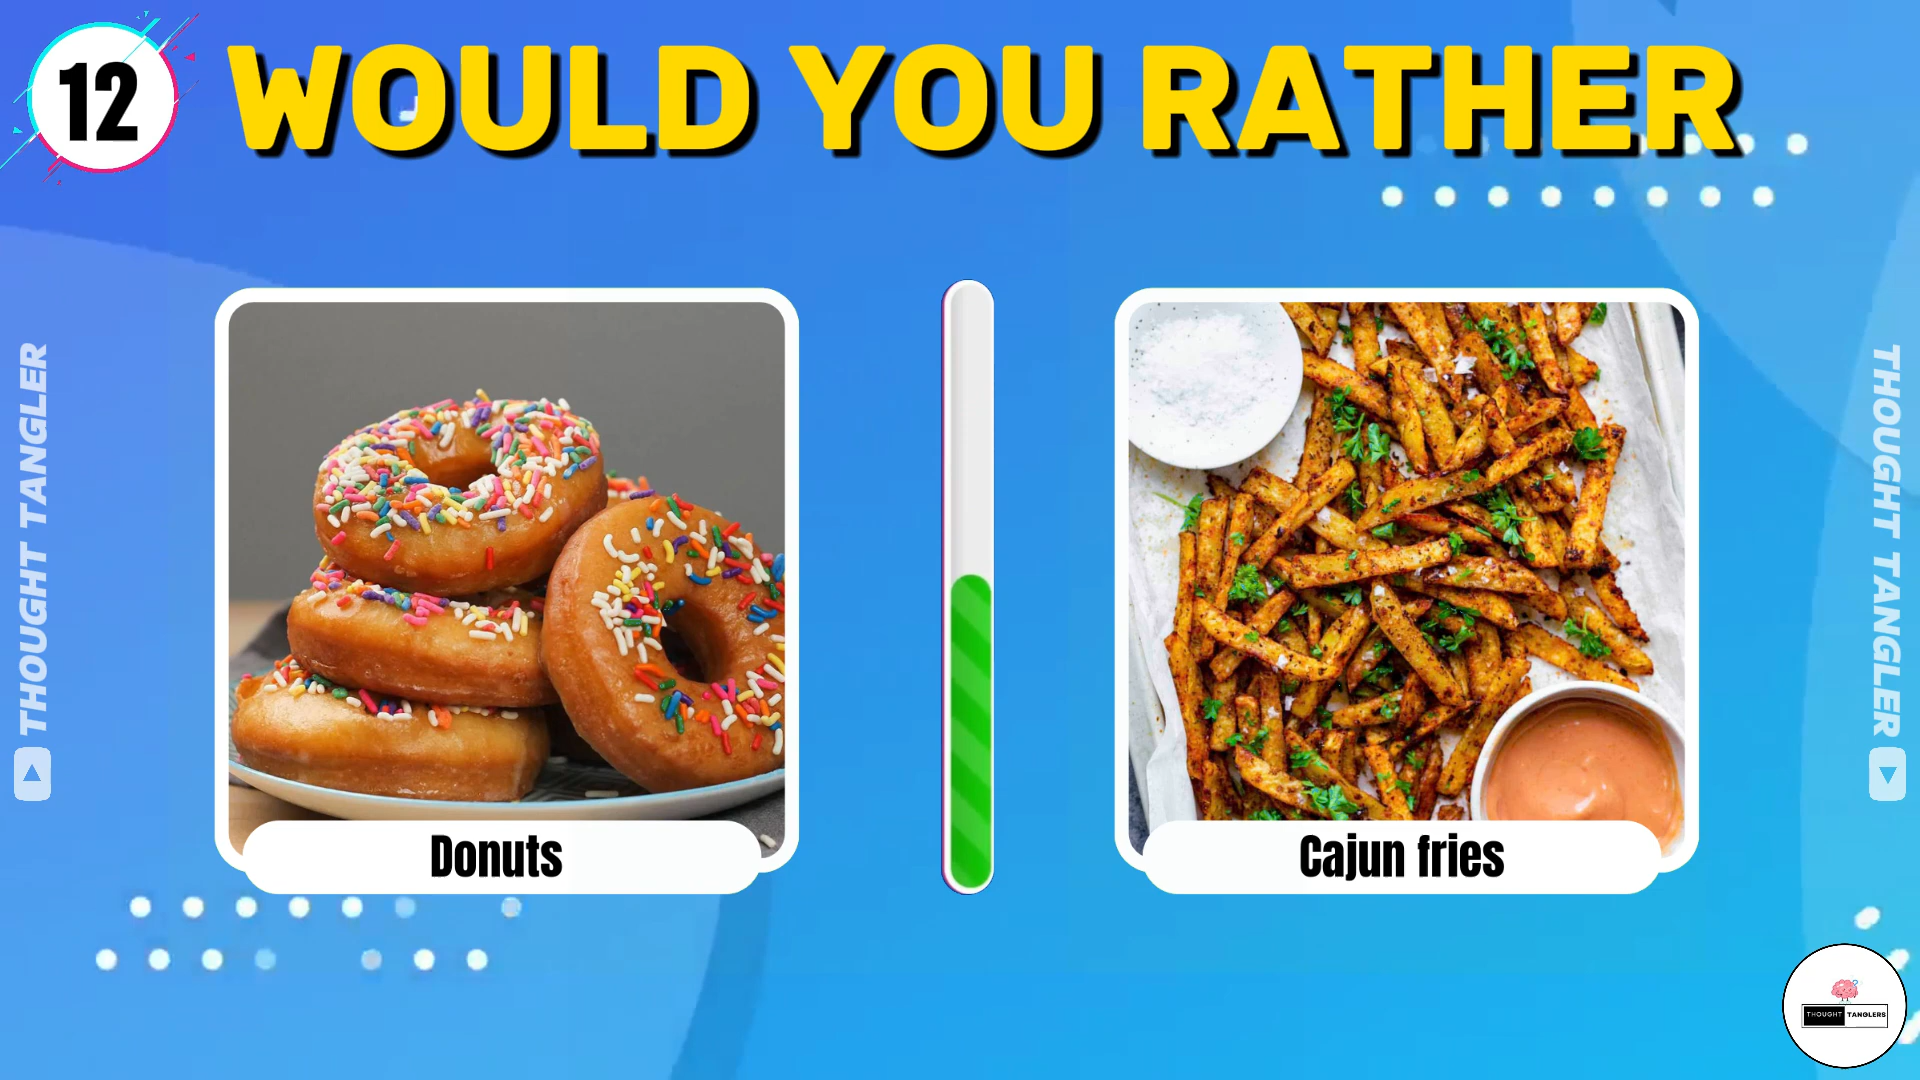 12
WOULD YOU RATHER
THOUGHT TANGLER
THOUGHT TANGLER
Donuts
Cajun fries
THOUGHT TANGLERS